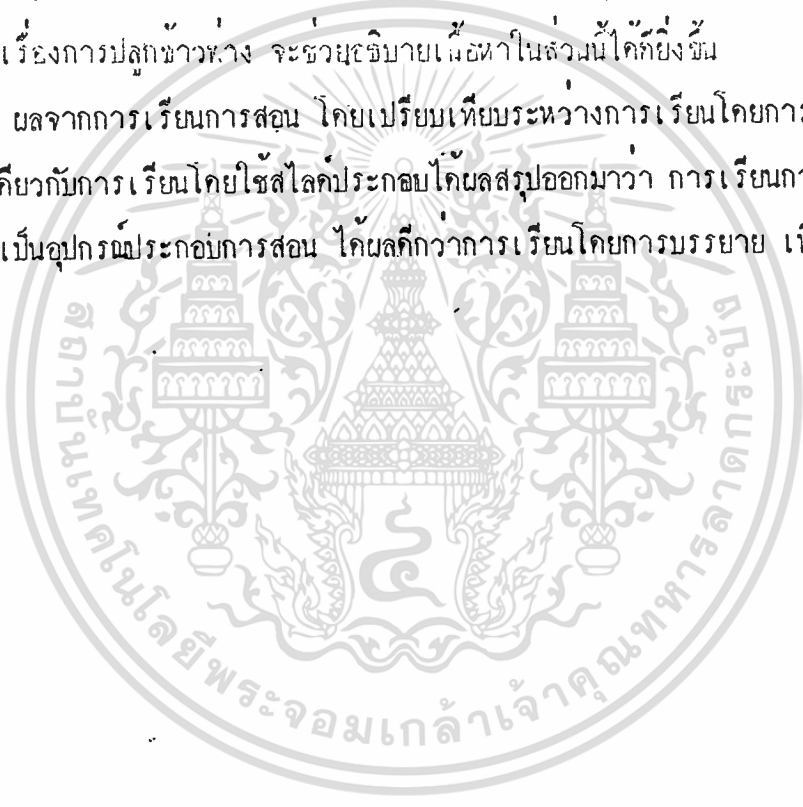 เรื่องการปลูกข้าวฟ่าง จะช่วยอธิบายเนื้อหาในส่วนนี้ได้ดียิ่งขึ้น
ผลจากการเรียนการสอน โดยเปรียบเทียบระหว่างการเรียนโดยการ
เดียวกับการเรียนโดยใช้สไลด์ประกอบได้ผลสรุปออกมาว่า การเรียนกา
เป็นอุปกรณ์ประกอบการสอน ได้ผลดีกว่าการเรียนโดยการบรรยาย เ
สถาบันเทคโนโลยีพระจอมเกล้าเจ้าคุณทหารลาดกระบัง